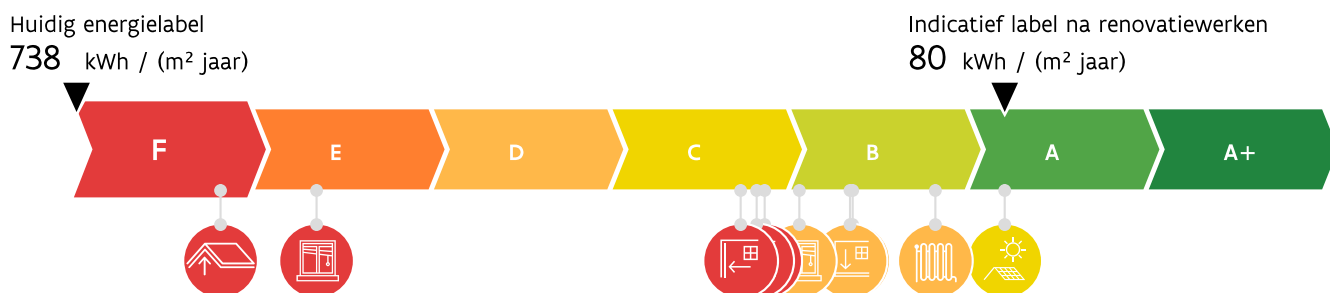 Huidig energielabel
738 kWh / (m² jaar)
Indicatief label na renovatiewerken
80 kWh / (m² jaar)
F E D C B A A+